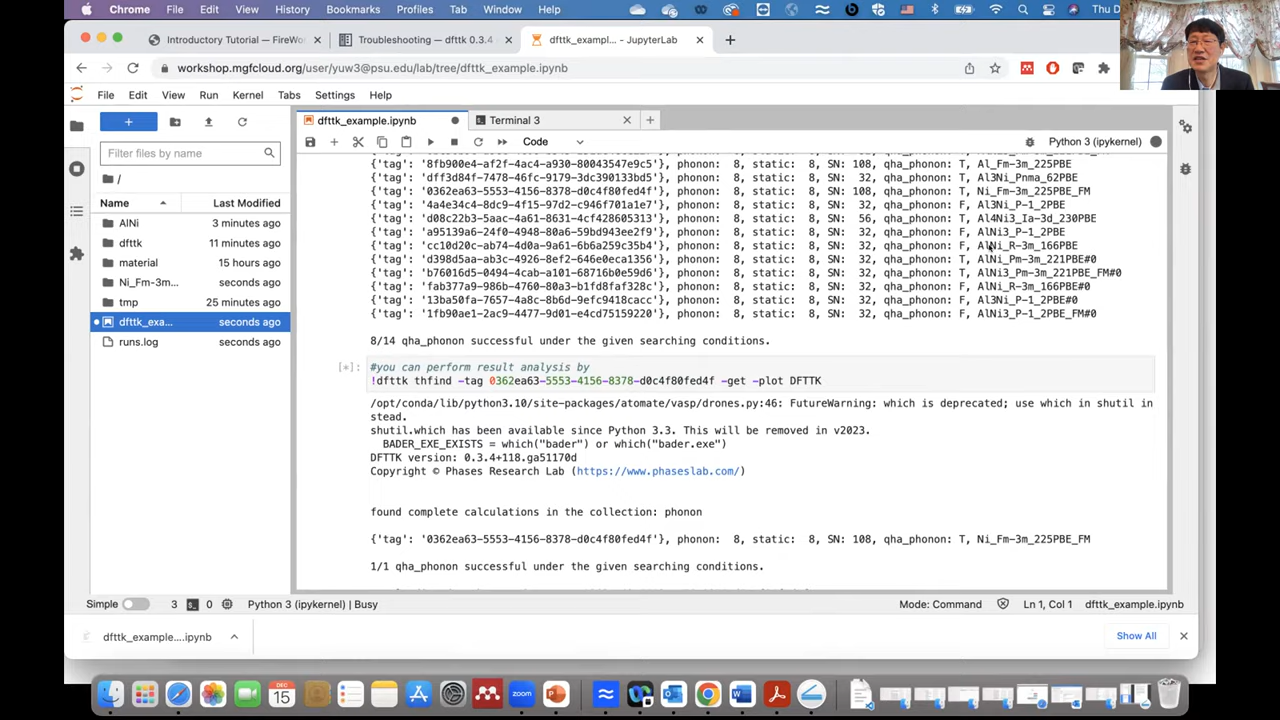 Chrome File Edit View History Bookmarks Profiles Tab Window Help
Thu D
Introductory Tutorial — FireWo
Troubleshooting — dfttk 0.3.4
dfttk_exampl... - JupyterLab
workshop.mgfcloud.org/user/yuw3@psu.edu/lab/tree/dfttk_example.ipynb
File Edit View Run Kernel Tabs Settings Help
dfttk_example.ipynb
Terminal 3
Filter files by name
Code
Python 3 (ipykernel)
/
Name Last Modified
AlNi 3 minutes ago
dfttk 11 minutes ago
material 15 hours ago
Ni_Fm-3m... seconds ago
tmp 25 minutes ago
dfttk_exa... seconds ago
runs.log seconds ago
{'tag': '8fb900e4-af2f-4ac4-a930-80043547e9c5'}, phonon: 8, static: 8, SN: 108, qha_phonon: T, Al_Fm-3m_225PBE
{'tag': 'dff3d84f-7478-46fc-9179-3dc390133bd5'}, phonon: 8, static: 8, SN: 32, qha_phonon: T, Al3Ni_Pnma_62PBE
{'tag': '0362ea63-5553-4156-8378-d0c4f80fed4f'}, phonon: 8, static: 8, SN: 108, qha_phonon: T, Ni_Fm-3m_225PBE_FM
{'tag': '4a4e34c4-8dc9-4f15-97d2-c946f701a1e7'}, phonon: 8, static: 8, SN: 32, qha_phonon: F, Al3Ni_P-1_2PBE
{'tag': 'd08c22b3-5aac-4a61-8631-4cf428605313'}, phonon: 8, static: 8, SN: 56, qha_phonon: T, Al4Ni3_Ia-3d_230PBE
{'tag': 'a95139a6-24f0-4948-80a6-59bd943ee2f9'}, phonon: 8, static: 8, SN: 32, qha_phonon: F, AlNi3_P-1_2PBE
{'tag': 'cc10d20c-ab74-4d0a-9a61-6b6a259c35b4'}, phonon: 8, static: 8, SN: 32, qha_phonon: F, AlNi_R-3m_166PBE
{'tag': 'd398d5aa-ab3c-4926-8ef2-646e0eca1356'}, phonon: 8, static: 8, SN: 32, qha_phonon: T, AlNi_Pm-3m_221PBE#0
{'tag': 'b76016d5-0494-4cab-a101-68716b0e59d6'}, phonon: 8, static: 8, SN: 32, qha_phonon: T, AlNi3_Pm-3m_221PBE_FM#0
{'tag': 'fab377a9-986b-4760-80a3-b1fd8faf328c'}, phonon: 8, static: 8, SN: 32, qha_phonon: F, AlNi_R-3m_166PBE#0
{'tag': '13ba50fa-7657-4a8c-8b6d-9efc9418cacc'}, phonon: 8, static: 8, SN: 32, qha_phonon: F, Al3Ni_P-1_2PBE#0
{'tag': '1fb90ae1-2ac9-4477-9d01-e4cd75159220'}, phonon: 8, static: 8, SN: 32, qha_phonon: F, AlNi3_P-1_2PBE_FM#0
8/14 qha_phonon successful under the given searching conditions.
[*]: #you can perform result analysis by
!dfttk thfind -tag 0362ea63-5553-4156-8378-d0c4f80fed4f -get -plot DFTTK
/opt/conda/lib/python3.10/site-packages/atomate/vasp/drones.py:46: FutureWarning: which is deprecated; use which in shutil in
stead.
shutil.which has been available since Python 3.3. This will be removed in v2023.
BADER_EXE_EXISTS = which("bader") or which("bader.exe")
DFTTK version: 0.3.4+118.ga51170d
Copyright © Phases Research Lab (https://www.phaseslab.com/)
found complete calculations in the collection: phonon
{'tag': '0362ea63-5553-4156-8378-d0c4f80fed4f'}, phonon: 8, static: 8, SN: 108, qha_phonon: T, Ni_Fm-3m_225PBE_FM
1/1 qha_phonon successful under the given searching conditions.
Simple 3 0 Python 3 (ipykernel) | Busy
Mode: Command Ln 1, Col 1 dfttk_example.ipynb
dfttk_example....ipynb
Show All
DEC
15
zoom